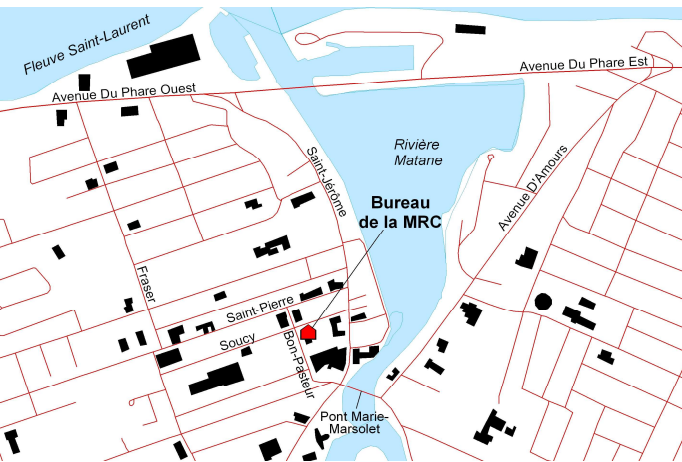 Fleuve Saint-Laurent
Avenue Du Phare Ouest
Avenue Du Phare Est
Rivière
Matane
Saint-Jérôme
Avenue D'Amours
Bureau
de la MRC
Fraser
Saint-Pierre
Soucy
Bon-Pasteur
Pont Marie-
Marsolet